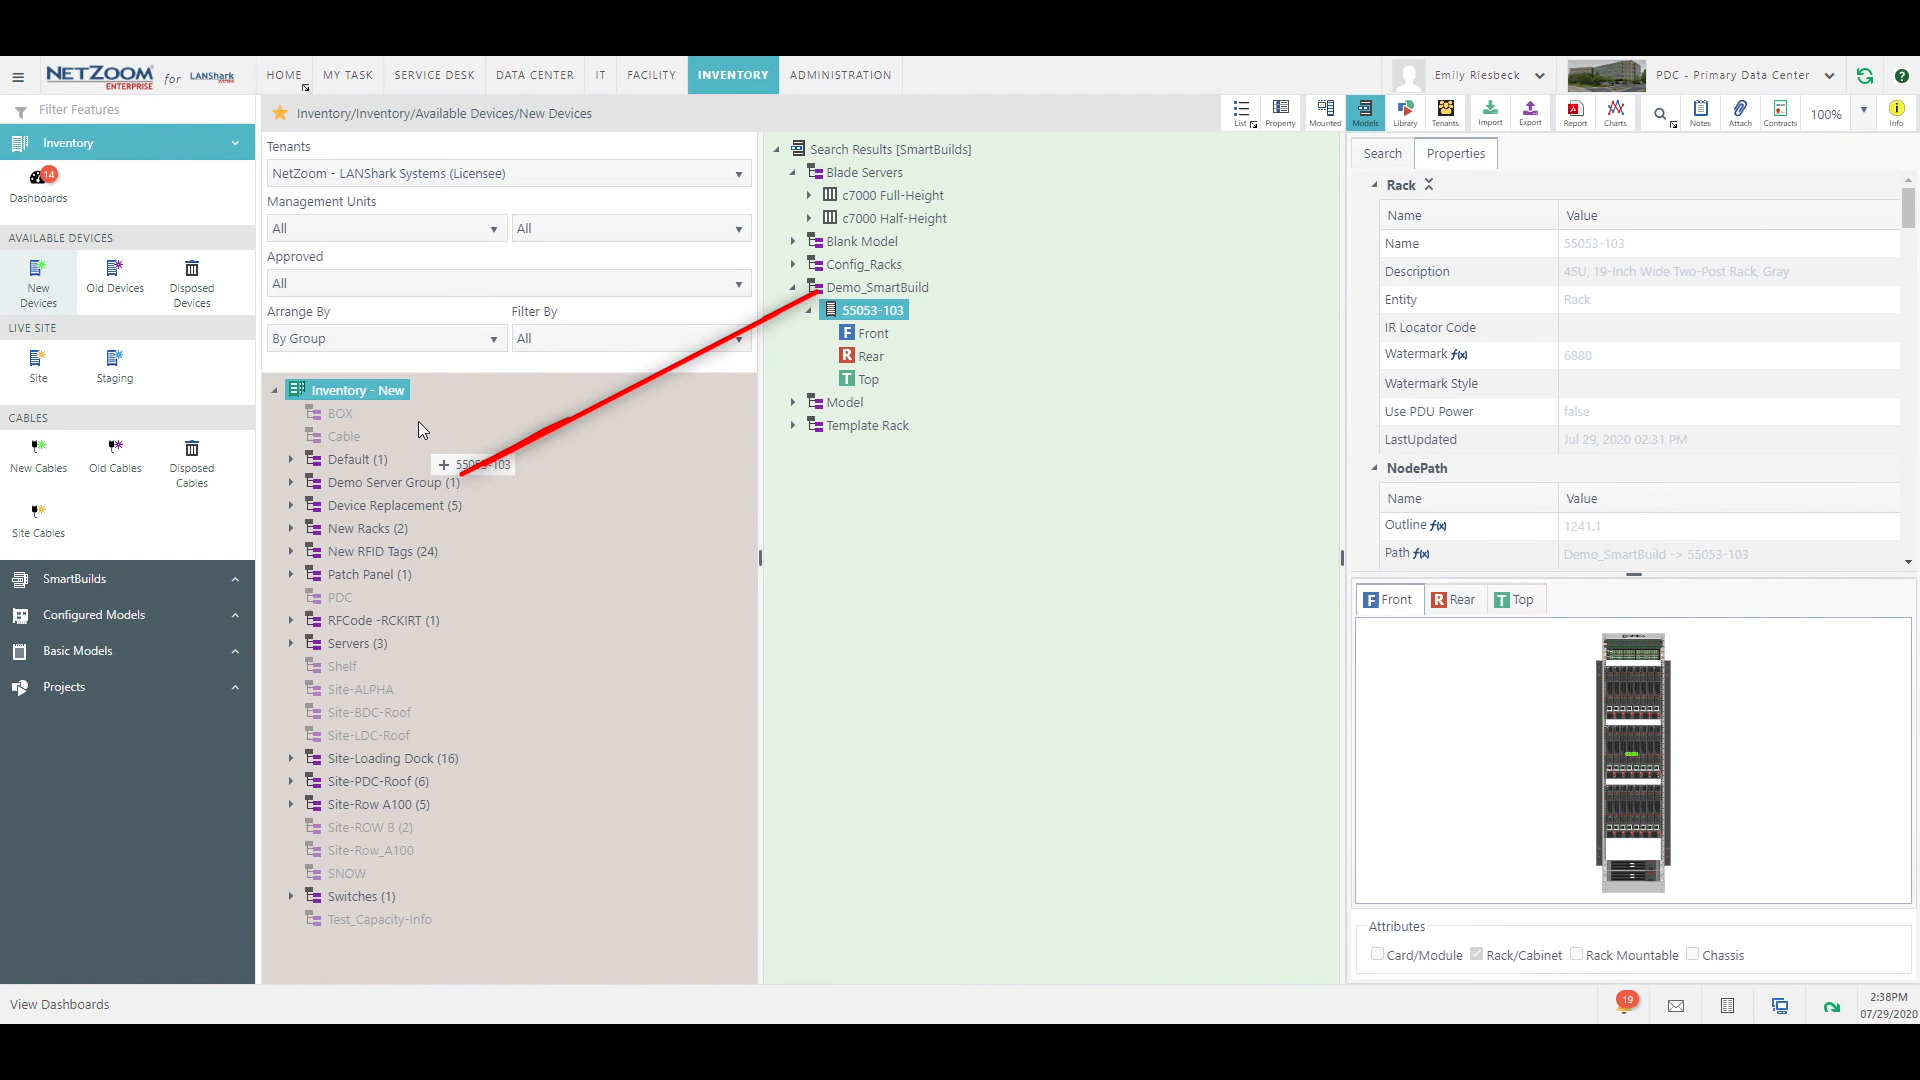 NETZOOM
ENTERPRISE
for
LANShark
HOME
MY TASK
SERVICE DESK
DATA CENTER
IT
FACILITY
INVENTORY
ADMINISTRATION
Emily Riesbeck
PDC - Primary Data Center
Filter Features
Inventory/Inventory/Available Devices/New Devices
List
Property
Mounted
Models
Library
Tenants
Import
Export
Report
Charts
Notes
Attach
Contracts
100%
Info
Inventory
14
Dashboards
AVAILABLE DEVICES
New Devices
Old Devices
Disposed Devices
LIVE SITE
Site
Staging
CABLES
New Cables
Old Cables
Disposed Cables
Site Cables
SmartBuilds
Configured Models
Basic Models
Projects
Tenants
NetZoom - LANShark Systems (Licensee)
Management Units
All
All
Approved
All
Arrange By
Filter By
By Group
All
Inventory - New
BOX
Cable
Default (1)
+ 55053-103
Demo Server Group (1)
Device Replacement (5)
New Racks (2)
New RFID Tags (24)
Patch Panel (1)
PDC
RFCode -RCKIRT (1)
Servers (3)
Shelf
Site-ALPHA
Site-BDC-Roof
Site-LDC-Roof
Site-Loading Dock (16)
Site-PDC-Roof (6)
Site-Row A100 (5)
Site-ROW B (2)
Site-Row_A100
SNOW
Switches (1)
Test_Capacity-Info
Search Results [SmartBuilds]
Blade Servers
c7000 Full-Height
c7000 Half-Height
Blank Model
Config_Racks
Demo_SmartBuild
55053-103
F Front
R Rear
T Top
Model
Template Rack
Search
Properties
Rack
Name Value
Name 55053-103
Description 45U, 19-Inch Wide Two-Post Rack, Gray
Entity Rack
IR Locator Code
Watermark f(x) 6880
Watermark Style
Use PDU Power false
LastUpdated Jul 29, 2020 02:31 PM
NodePath
Name Value
Outline f(x) 1241.1
Path f(x) Demo_SmartBuild -> 55053-103
F Front
R Rear
T Top
6880
Attributes
Card/Module
Rack/Cabinet
Rack Mountable
Chassis
View Dashboards
19
2:38PM
07/29/2020